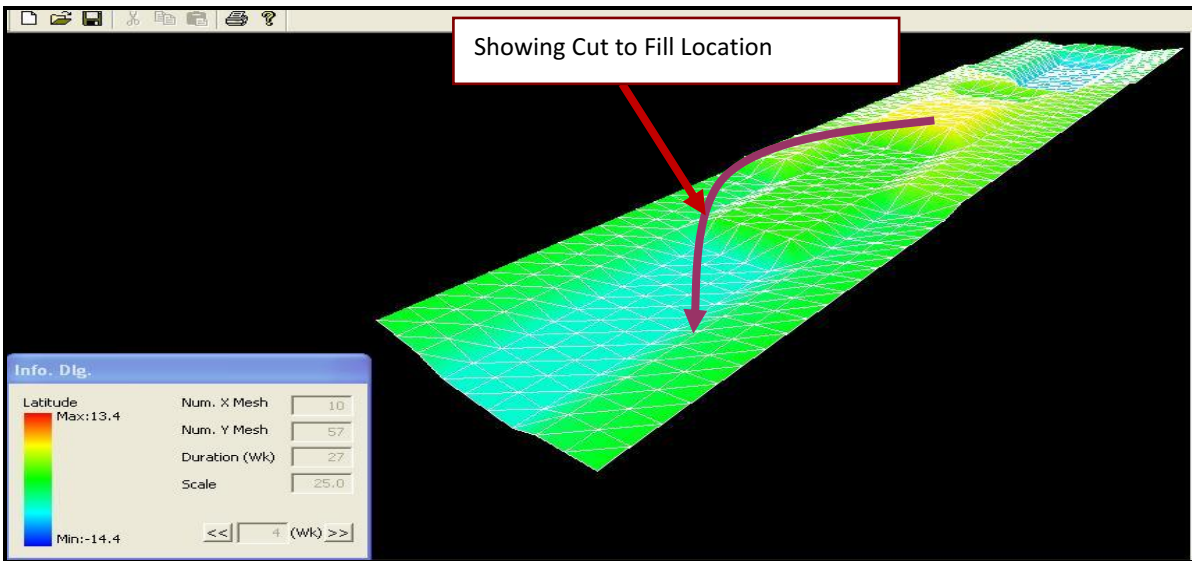 Showing Cut to Fill Location
Info. Dlg.
Latitude
Max:13.4
Min:-14.4
Num. X Mesh 10
Num. Y Mesh 57
Duration (Wk) 27
Scale 25.0
<< 4 (Wk) >>